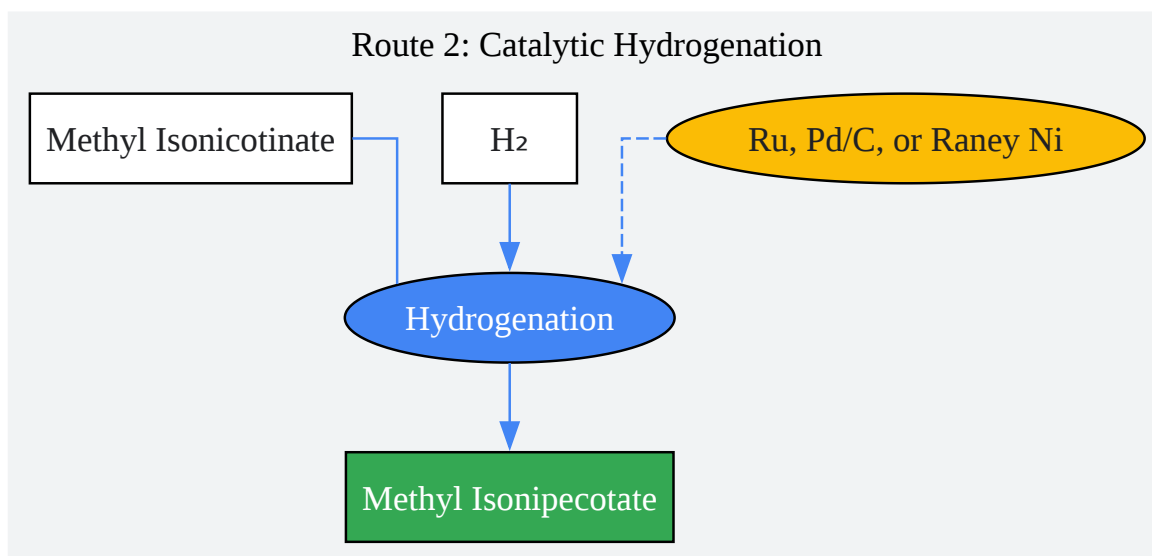 Route 2: Catalytic Hydrogenation
Methyl Isonicotinate
H₂
Ru, Pd/C, or Raney Ni
Hydrogenation
Methyl Isonipecotate